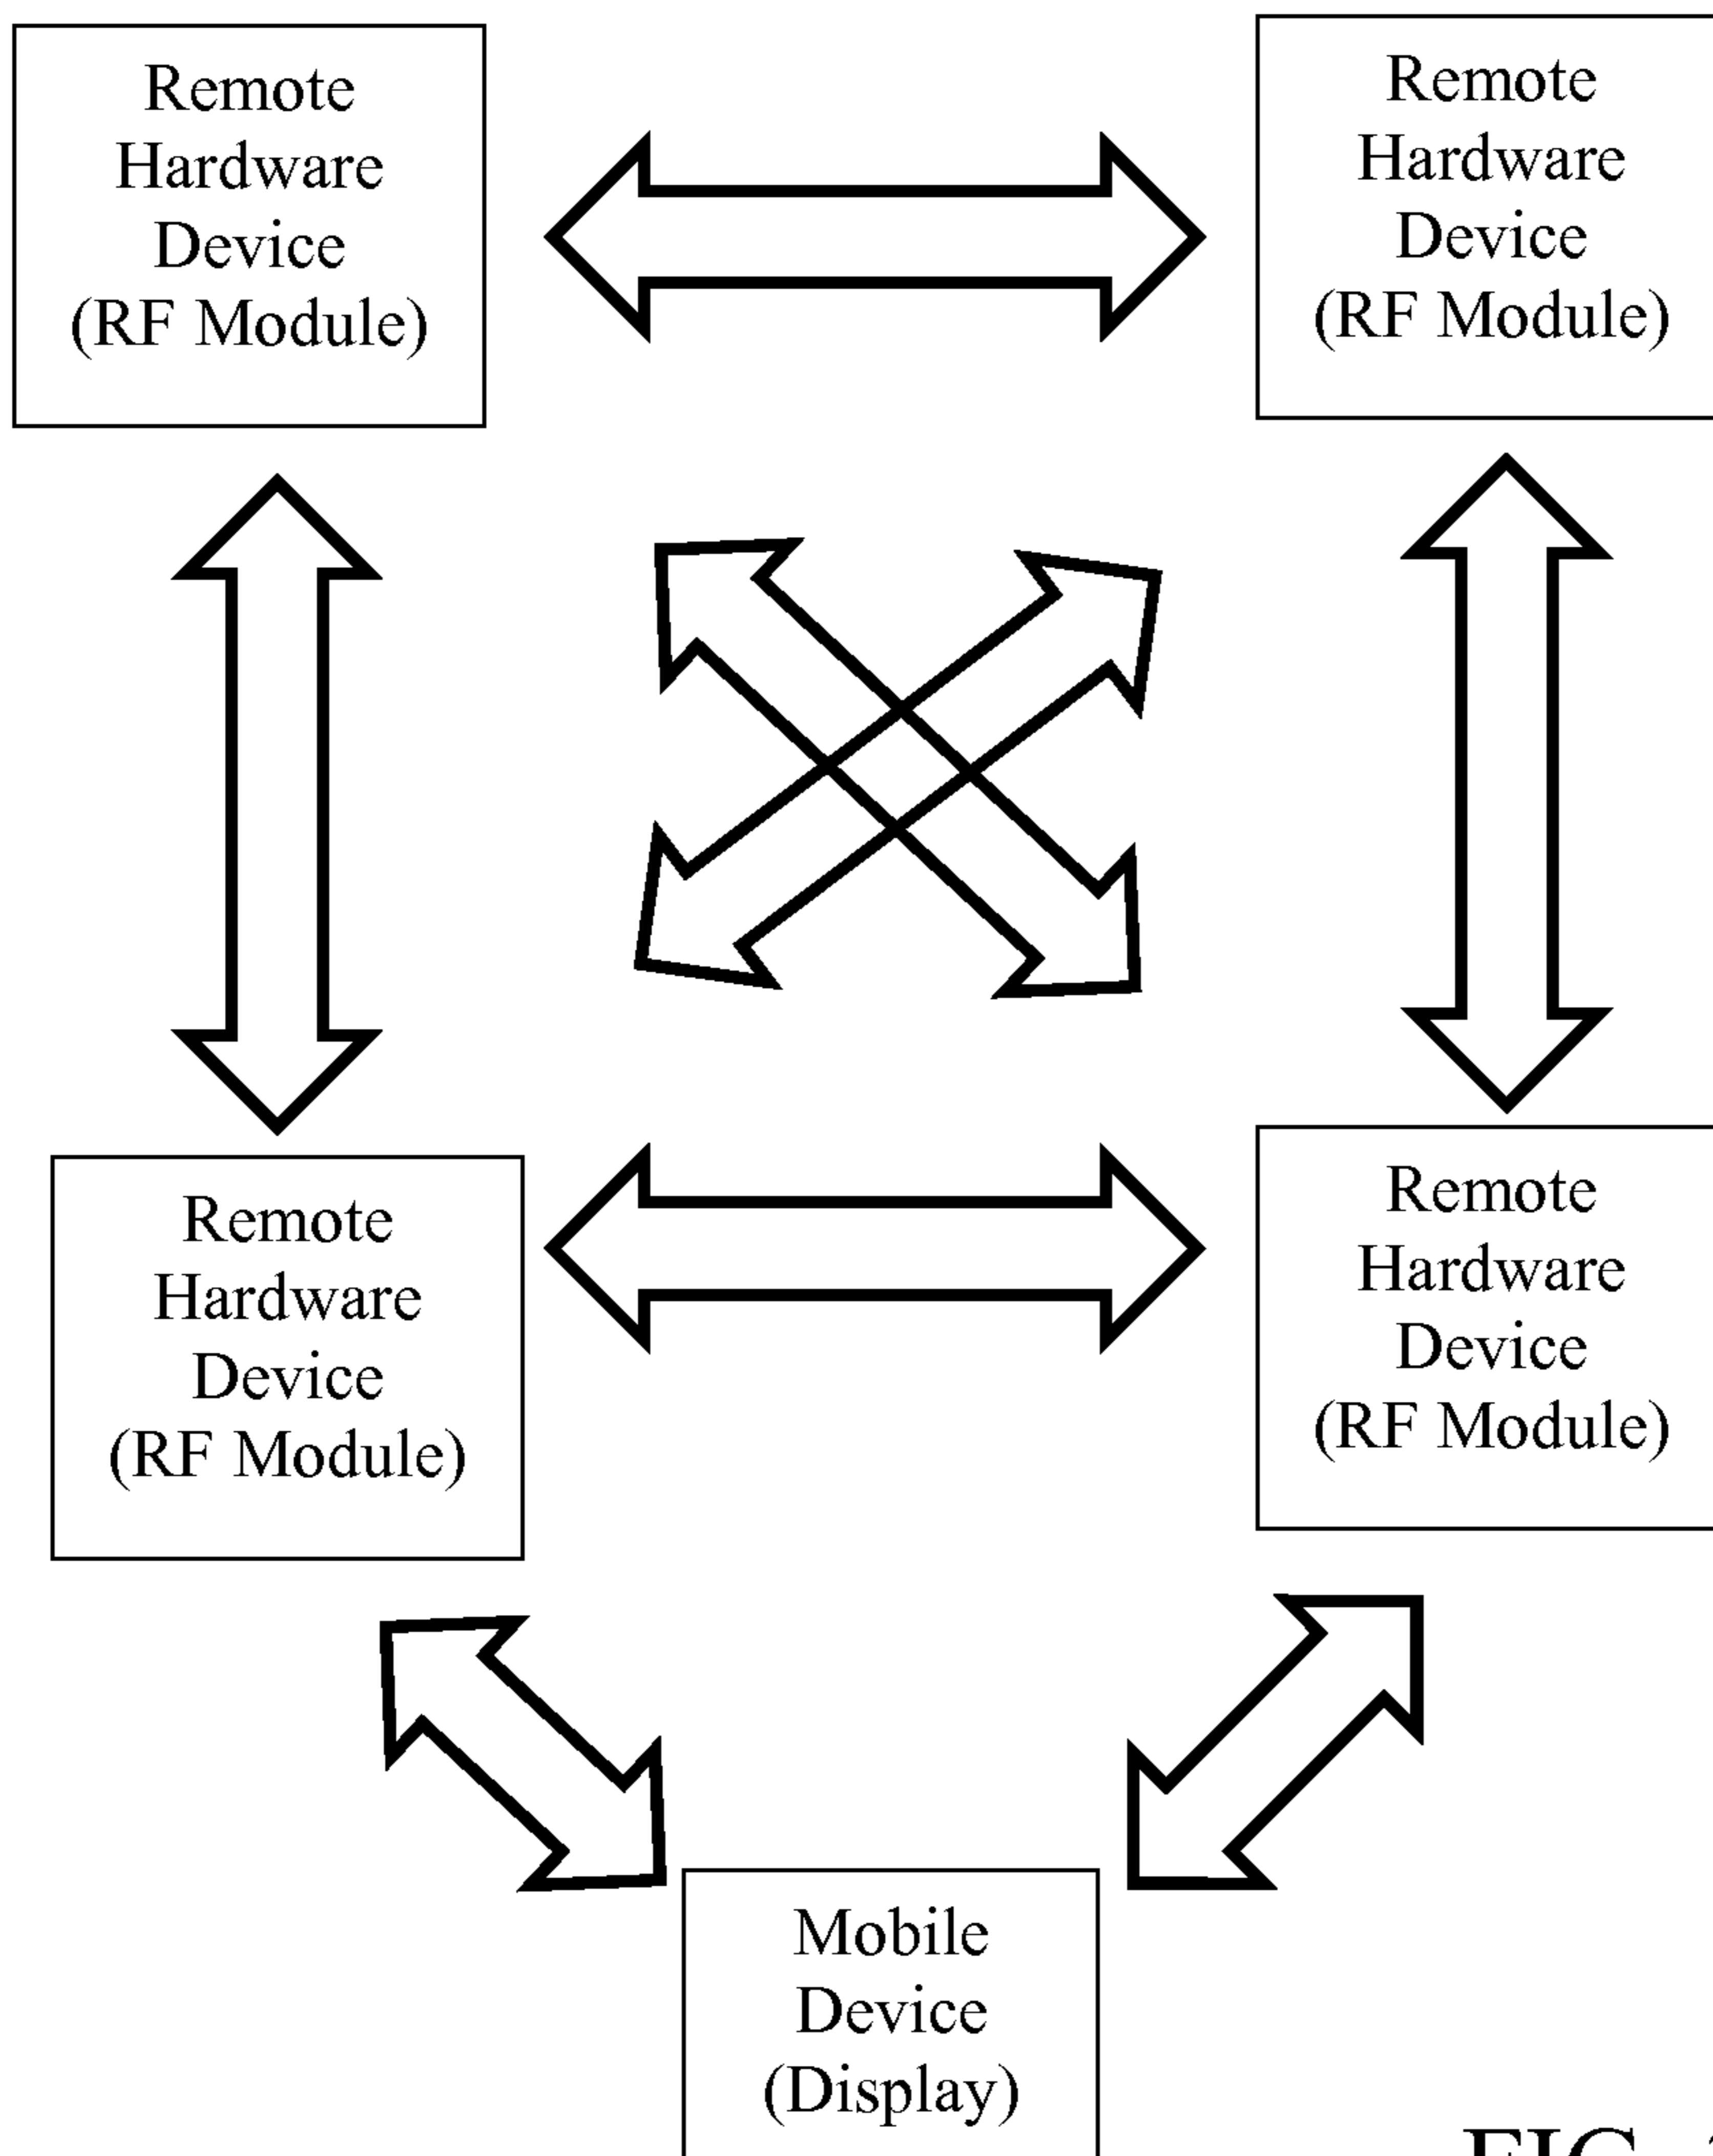 Remote
Hardware
Device
(RF Module)
Remote
Hardware
Device
(RF Module)
Remote
Hardware
Device
(RF Module)
Remote
Hardware
Device
(RF Module)
Mobile
Device
(Display)
FIG.